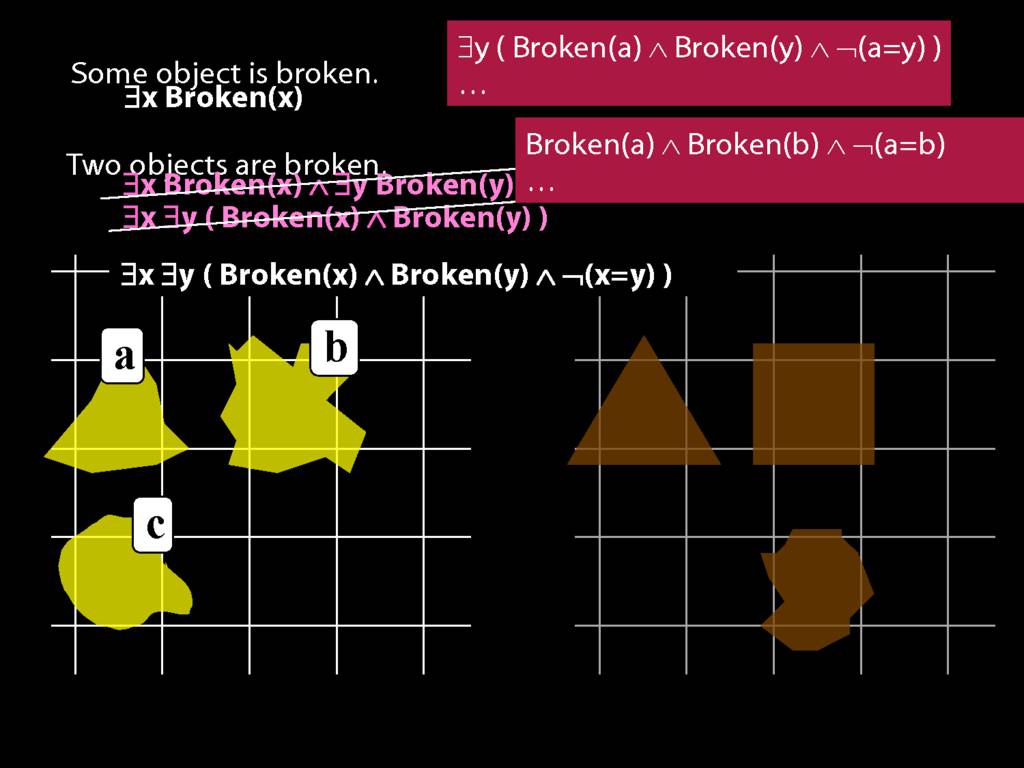 Some object is broken.
∃x Broken(x)
∃y ( Broken(a) ∧ Broken(y) ∧ ¬(a=y) )
…
Two objects are broken.
∃x Broken(x) ∧ ∃y Broken(y)
∃x ∃y ( Broken(x) ∧ Broken(y) )
Broken(a) ∧ Broken(b) ∧ ¬(a=b)
…
∃x ∃y ( Broken(x) ∧ Broken(y) ∧ ¬(x=y) )
a
b
c